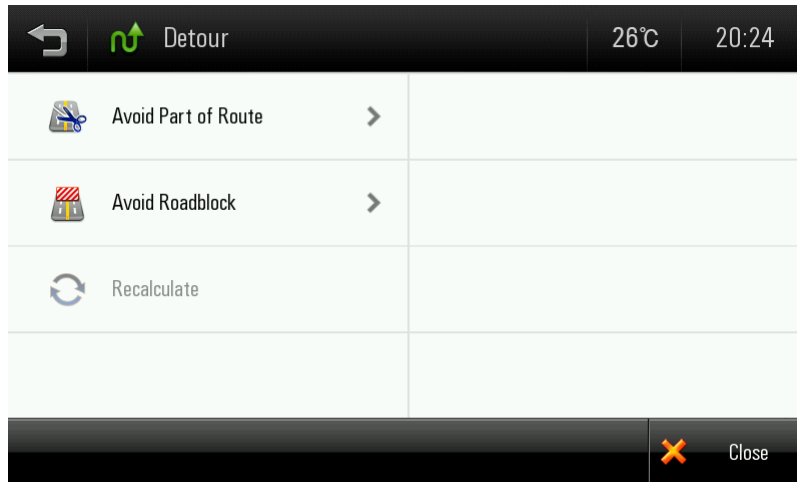 Detour 26℃ 20:24
Avoid Part of Route
Avoid Roadblock
Recalculate
Close